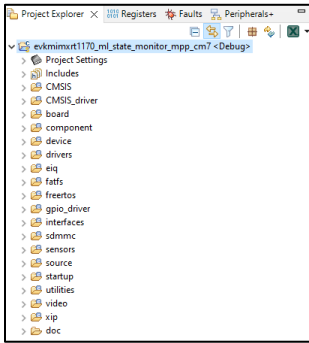 Project Explorer Registers Faults Peripherals+
evkmimxrt1170_ml_state_monitor_mpp_cm7 <Debug>
Project Settings
Includes
CMSIS
CMSIS_driver
board
component
device
drivers
eiq
fatfs
freertos
gpio_driver
interfaces
sdmmc
sensors
source
startup
utilities
video
xip
doc